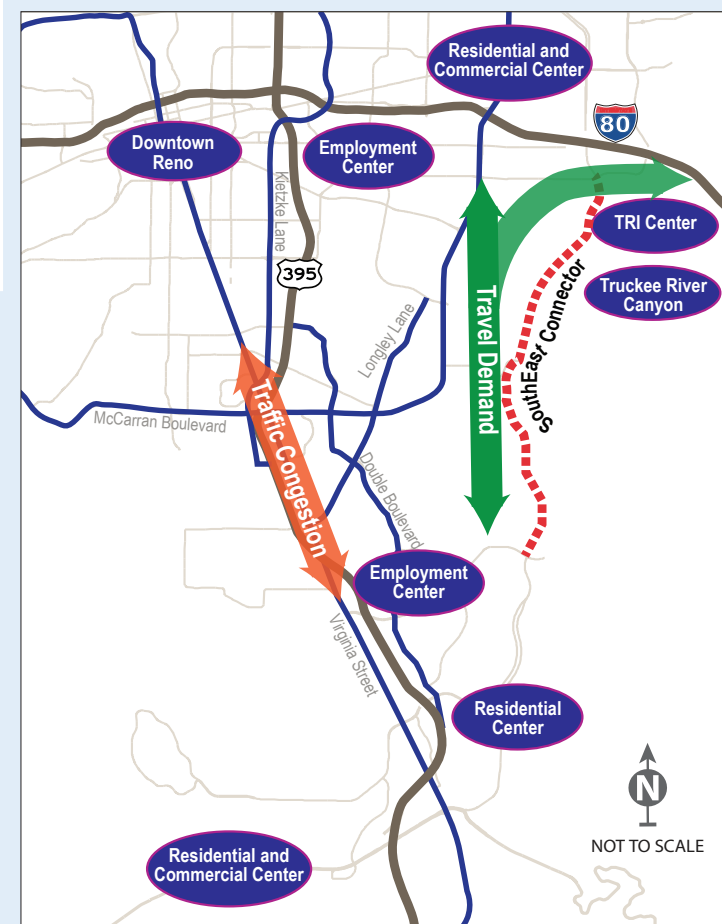 Residential and
Commercial Center
80
Downtown
Reno
Employment
Center
Kietzke Lane
TRI Center
395
Truckee River
Canyon
Longley Lane
Travel Demand
SouthEast Connector
Traffic Congestion
McCarran Boulevard
Double Boulevard
Employment
Center
Virginia Street
Residential
Center
N
NOT TO SCALE
Residential and
Commercial Center